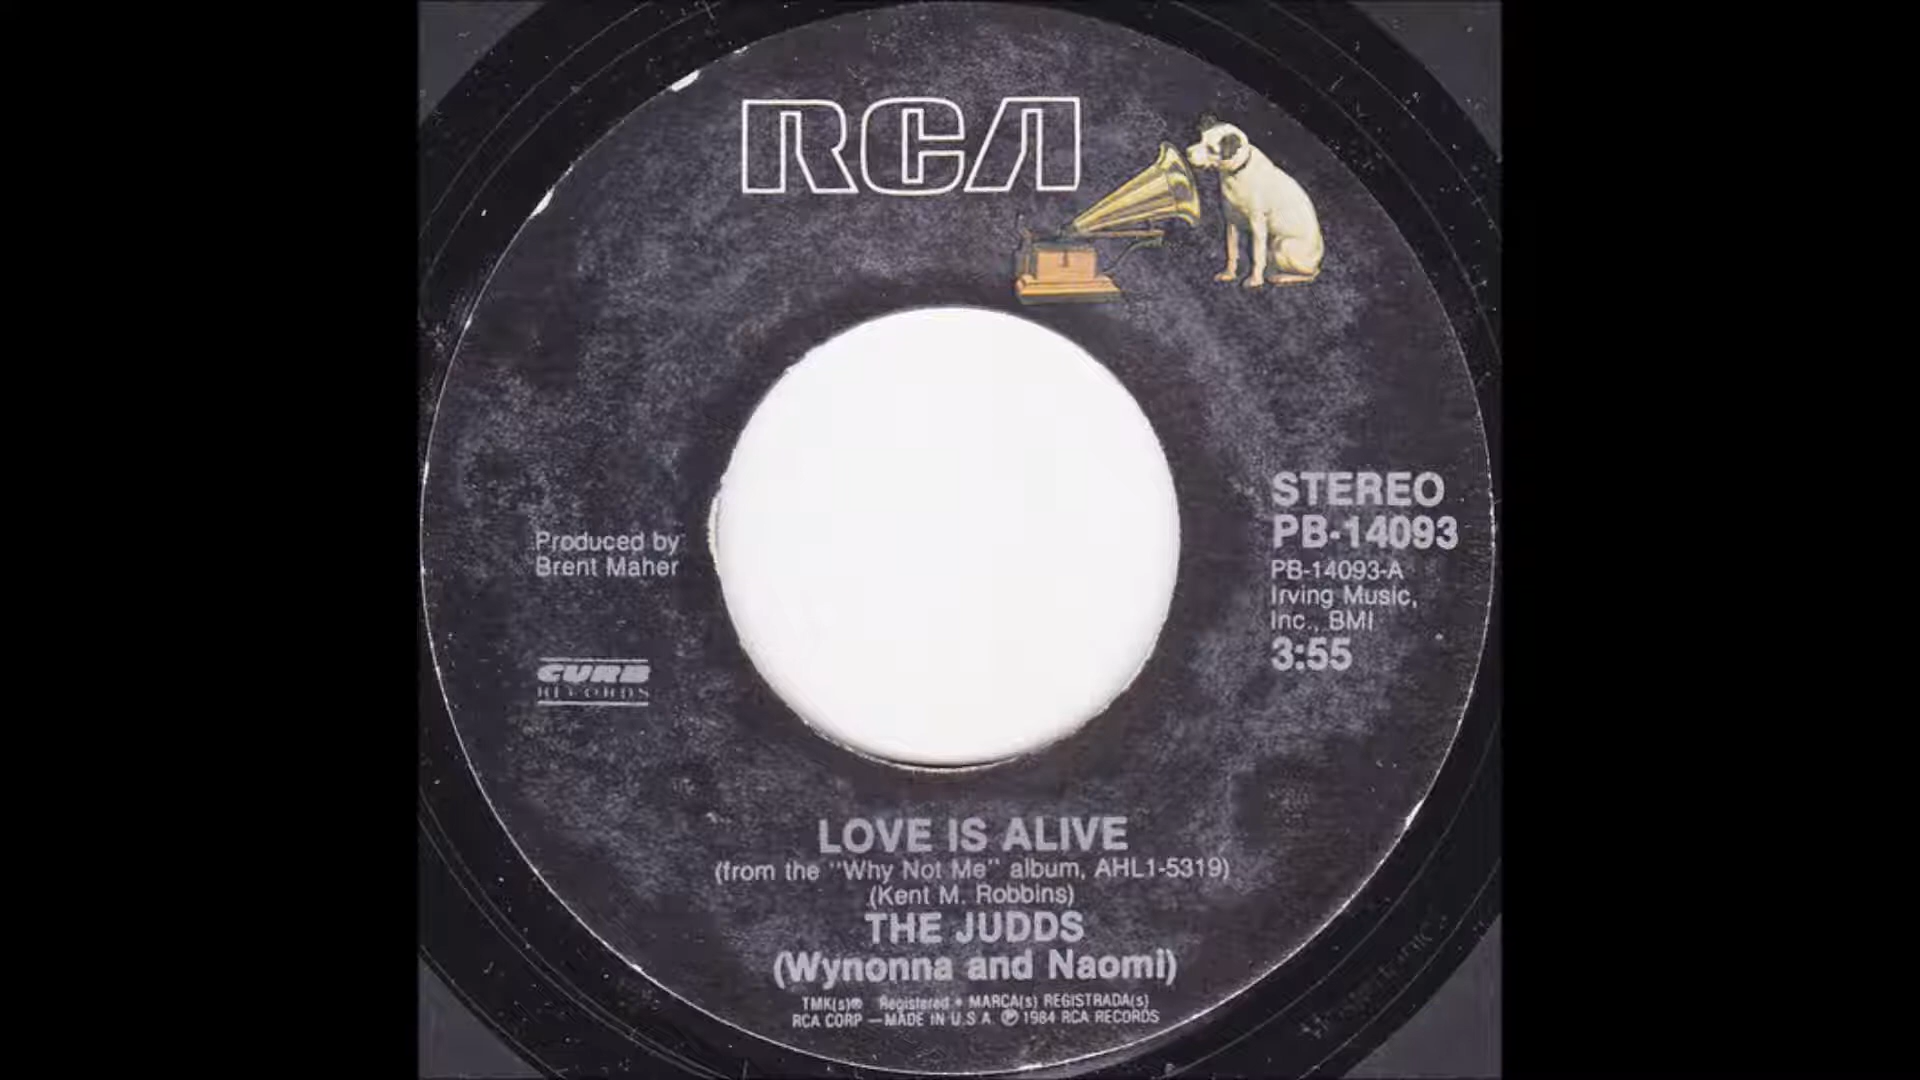 RCA
STEREO
PB-14093
PB-14093-A
Irving Music,
Inc., BMI
3:55
Produced by
Brent Maher
CURB
RECORDS
LOVE IS ALIVE
(from the "Why Not Me" album, AHL1-5319)
(Kent M. Robbins)
THE JUDDS
(Wynonna and Naomi)
TMK(s)® Registered • MARCA(s) REGISTRADA(s)
RCA CORP —MADE IN U.S.A. ℗ 1984 RCA RECORDS